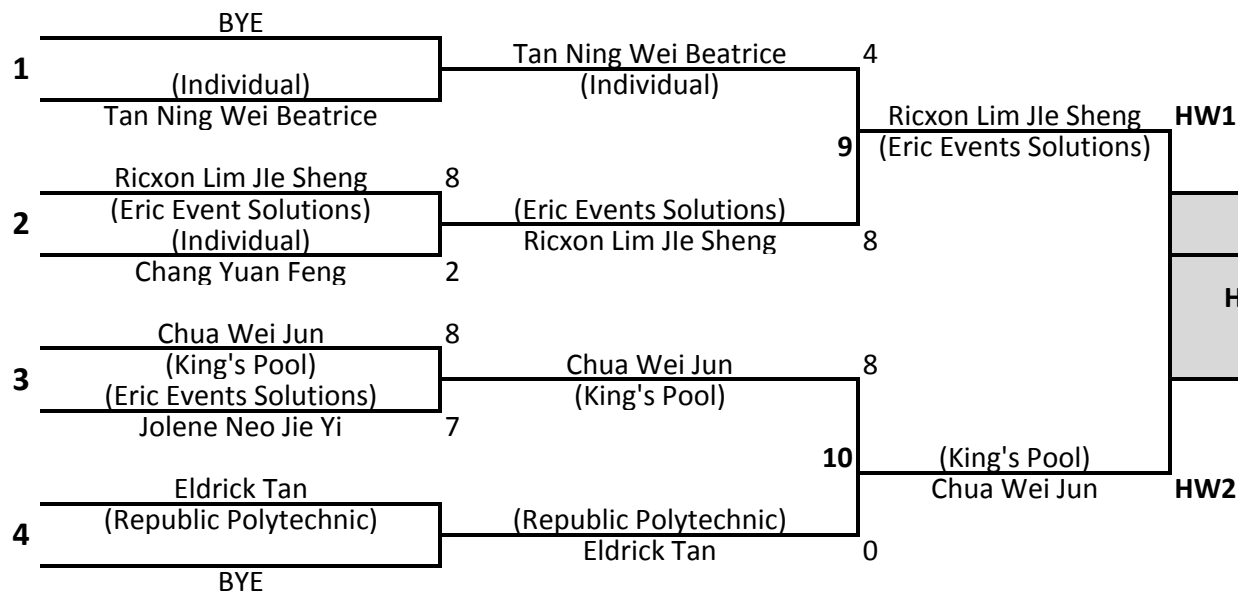 BYE
1
(Individual)
Tan Ning Wei Beatrice
Ricxon Lim JIe Sheng 8
2
(Eric Event Solutions)
(Individual)
Chang Yuan Feng 2
Chua Wei Jun 8
3
(King's Pool)
(Eric Events Solutions)
Jolene Neo Jie Yi 7
Eldrick Tan
4
(Republic Polytechnic)
BYE
Tan Ning Wei Beatrice 4
(Individual)
9
(Eric Events Solutions)
Ricxon Lim JIe Sheng 8
Chua Wei Jun 8
(King's Pool)
10
(Republic Polytechnic)
Eldrick Tan 0
Ricxon Lim JIe Sheng HW1
(Eric Events Solutions)
(King's Pool)
Chua Wei Jun HW2
H